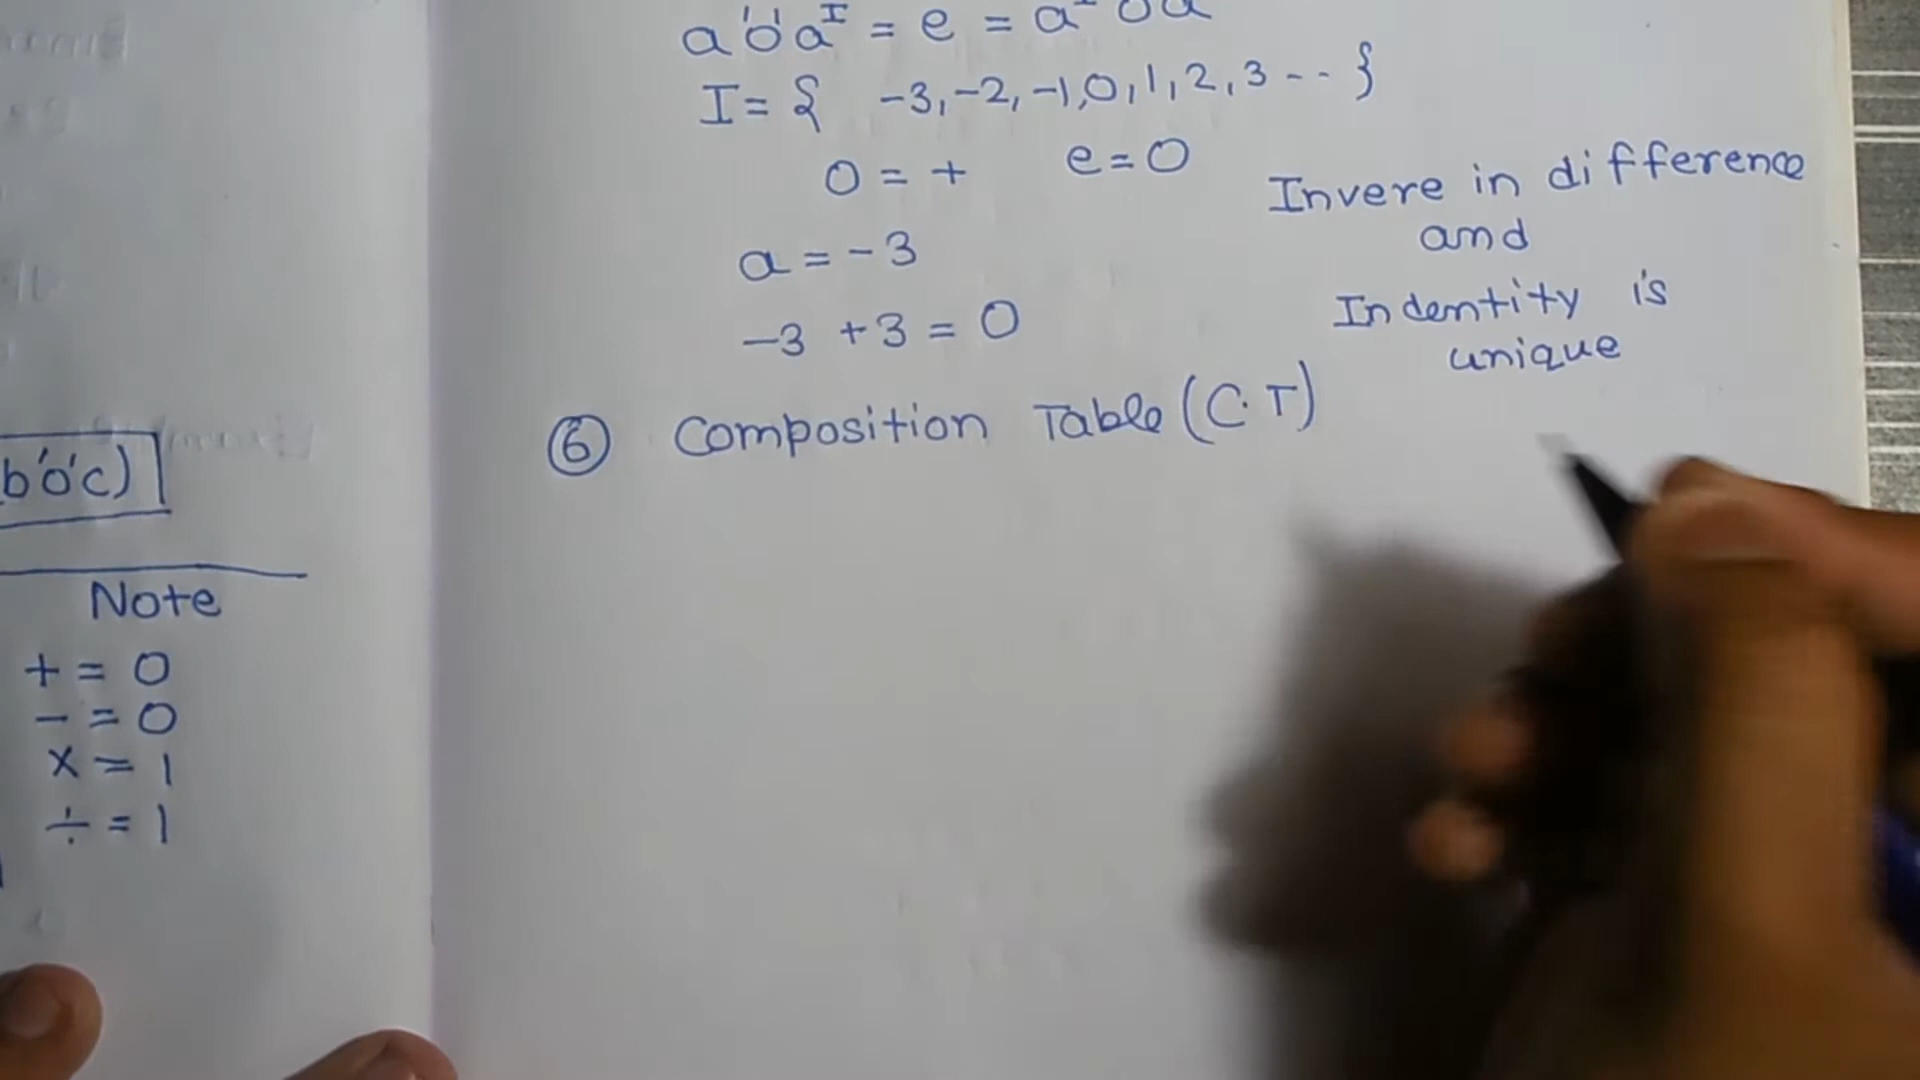 b'o'c)
Note
+ = 0
- = 0
x = 1
÷ = 1
a 'o' a^I = e = a^I o a
I = { -3, -2, -1, 0, 1, 2, 3 -- }
0 = + e = 0
a = -3
-3 + 3 = 0
Invere in difference
and
Indentity is
unique
⑥ Composition Table (C.T)